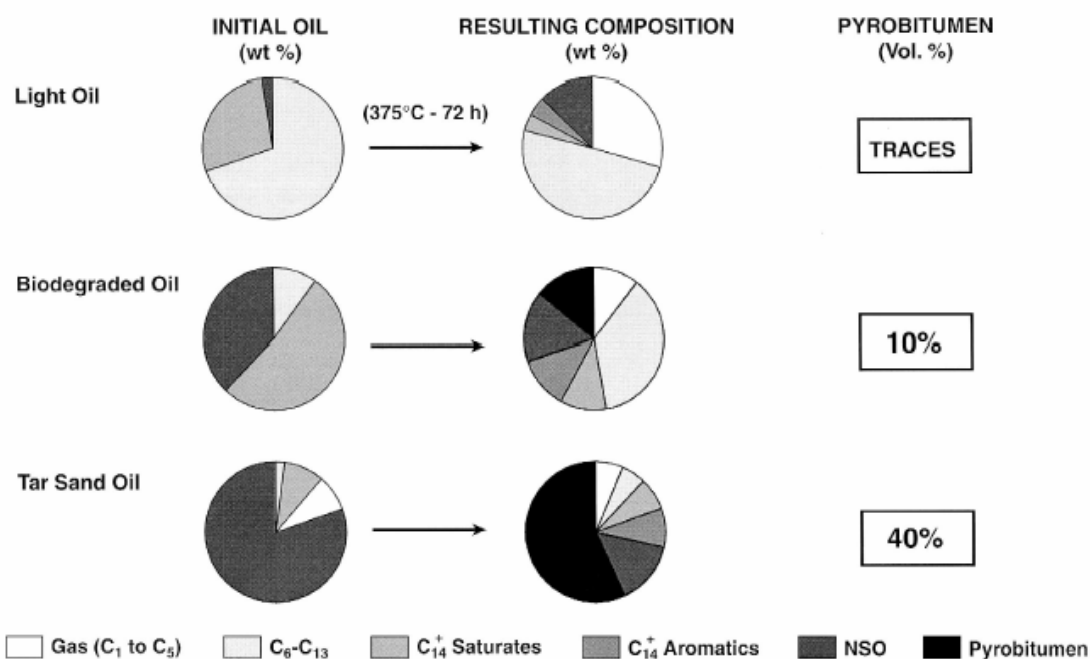 INITIAL OIL RESULTING COMPOSITION PYROBITUMEN
(wt %) (wt %) (Vol. %)
Light Oil
(375°C - 72 h)
TRACES
Biodegraded Oil
10%
Tar Sand Oil
40%
Gas (C₁ to C₅) C₆-C₁₃ C₁₄⁺ Saturates C₁₄⁺ Aromatics NSO Pyrobitumen